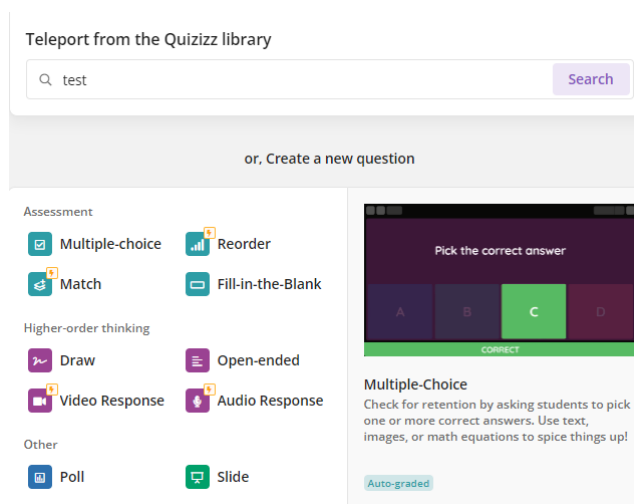 Teleport from the Quizizz library
test
Search
or, Create a new question
Assessment
Multiple-choice
Reorder
Match
Fill-in-the-Blank
Higher-order thinking
Draw
Open-ended
Video Response
Audio Response
Other
Poll
Slide
Pick the correct answer
A
B
C
D
CORRECT
Multiple-Choice
Check for retention by asking students to pick
one or more correct answers. Use text,
images, or math equations to spice things up!
Auto-graded